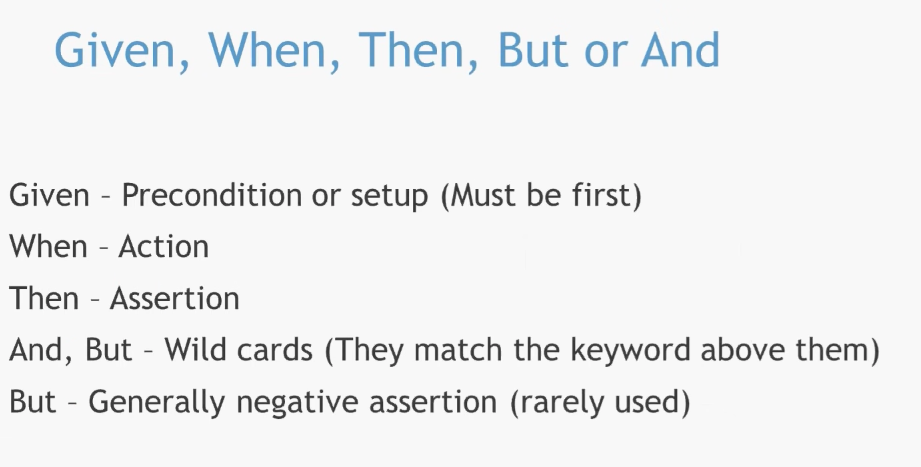 Given, When, Then, But or And
Given – Precondition or setup (Must be first)
When – Action
Then – Assertion
And, But – Wild cards (They match the keyword above them)
But – Generally negative assertion (rarely used)